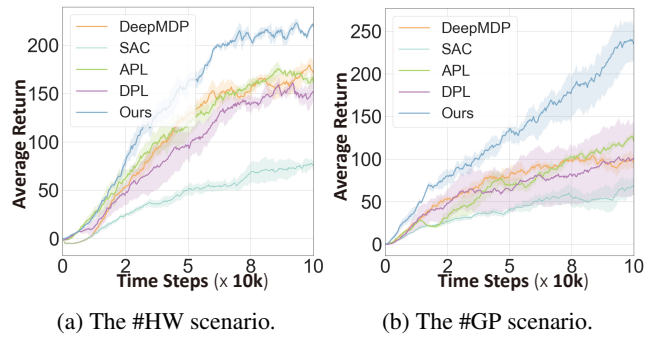 Average Return
200
150
100
50
0
DeepMDP
SAC
APL
DPL
Ours
0 2 5 8 10
Time Steps (x 10k)
(a) The #HW scenario.
Average Return
250
200
150
100
50
0
DeepMDP
SAC
APL
DPL
Ours
0 2 5 8 10
Time Steps (x 10k)
(b) The #GP scenario.